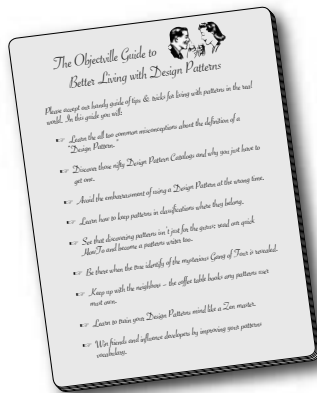 The Objectville Guide to
Better Living with Design Patterns
Please accept our handy guide of tips & tricks for living with patterns in the real
world. In this guide you will:
☞ Learn the all too common misconceptions about the definition of a
"Design Pattern."
☞ Discover those nifty Design Pattern Catalogs and why you just have to
get one.
☞ Avoid the embarrassment of using a Design Pattern at the wrong time.
☞ Learn how to keep patterns in classifications where they belong.
☞ See that discovering patterns isn't just for the gurus; read our quick
HowTo and become a patterns writer too.
☞ Be there when the true identify of the mysterious Gang of Four is revealed.
☞ Keep up with the neighbors – the coffee table books any patterns user
must own.
☞ Learn to train your Design Patterns mind like a Zen master.
☞ Win friends and influence developers by improving your patterns
vocabulary.